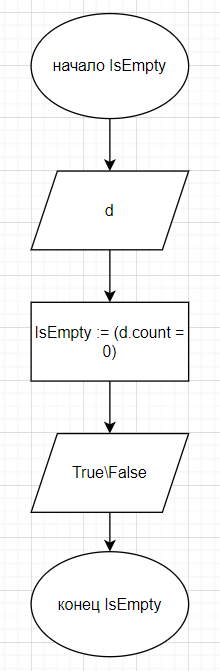 начало IsEmpty
d
IsEmpty := (d.count =
0)
True\False
конец IsEmpty